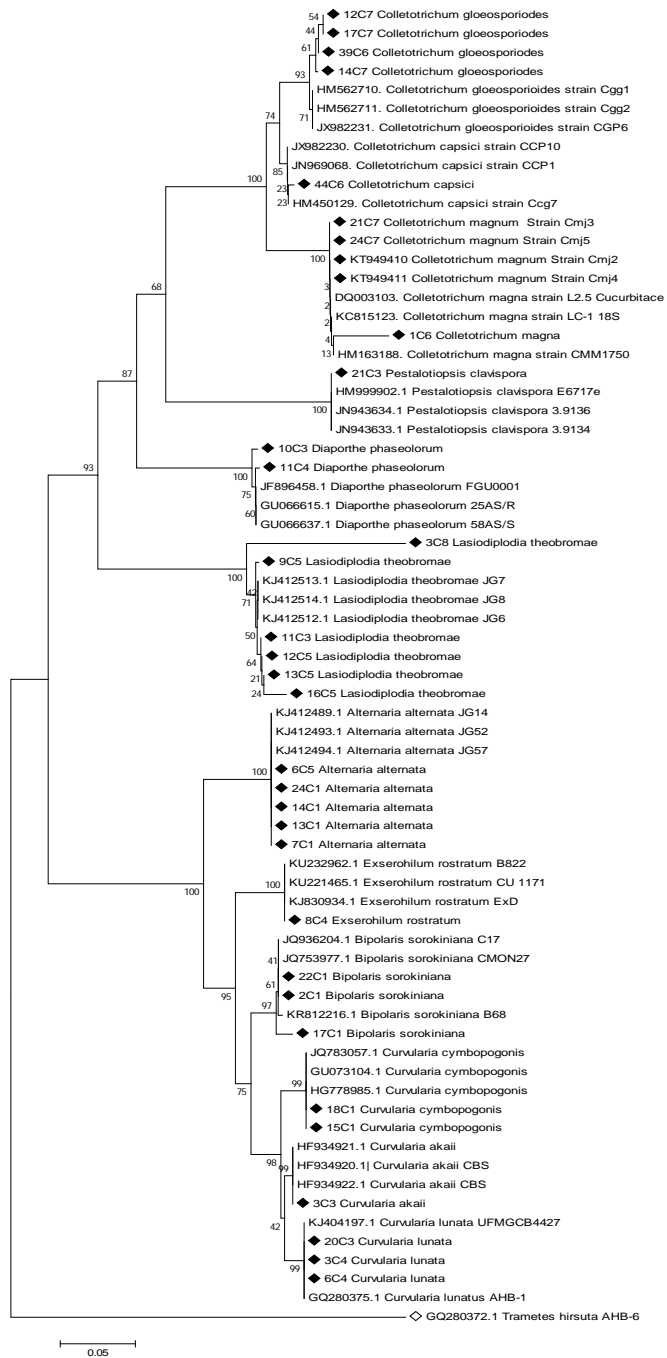 54
12C7 Colletotrichum gloeosporiodes
44
17C7 Colletotrichum gloeosporiodes
61
39C6 Colletotrichum gloeosporiodes
14C7 Colletotrichum gloeosporiodes
93
HM562710. Colletotrichum gloeosporioides strain Cgg1
HM562711. Colletotrichum gloeosporioides strain Cgg2
71
JX982231. Colletotrichum gloeosporioides strain CGP6
74
JX982230. Colletotrichum capsici strain CCP10
JN969068. Colletotrichum capsici strain CCP1
85
100
44C6 Colletotrichum capsici
23
23
HM450129. Colletotrichum capsici strain Ccg7
21C7 Colletotrichum magnum Strain Cmj3
24C7 Colletotrichum magnum Strain Cmj5
100
KT949410 Colletotrichum magnum Strain Cmj2
KT949411 Colletotrichum magnum Strain Cmj4
3
68
DQ003103. Colletotrichum magna strain L2.5 Cucurbitace
2
KC815123. Colletotrichum magna strain LC-1 18S
2
1C6 Colletotrichum magna
4
13
HM163188. Colletotrichum magna strain CMM1750
87
21C3 Pestalotiopsis clavispora
HM999902.1 Pestalotiopsis clavispora E6717e
100
JN943634.1 Pestalotiopsis clavispora 3.9136
JN943633.1 Pestalotiopsis clavispora 3.9134
10C3 Diaporthe phaseolorum
93
11C4 Diaporthe phaseolorum
100
JF896458.1 Diaporthe phaseolorum FGU0001
75
GU066615.1 Diaporthe phaseolorum 25AS/R
60
GU066637.1 Diaporthe phaseolorum 58AS/S
3C8 Lasiodiplodia theobromae
9C5 Lasiodiplodia theobromae
100
KJ412513.1 Lasiodiplodia theobromae JG7
42
71
KJ412514.1 Lasiodiplodia theobromae JG8
KJ412512.1 Lasiodiplodia theobromae JG6
50
11C3 Lasiodiplodia theobromae
12C5 Lasiodiplodia theobromae
64
13C5 Lasiodiplodia theobromae
21
24
16C5 Lasiodiplodia theobromae
KJ412489.1 Alternaria alternata JG14
KJ412493.1 Alternaria alternata JG52
KJ412494.1 Alternaria alternata JG57
100
6C5 Alternaria alternata
24C1 Alternaria alternata
14C1 Alternaria alternata
13C1 Alternaria alternata
7C1 Alternaria alternata
KU232962.1 Exserohilum rostratum B822
100
KU221465.1 Exserohilum rostratum CU 1171
100
KJ830934.1 Exserohilum rostratum ExD
8C4 Exserohilum rostratum
JQ936204.1 Bipolaris sorokiniana C17
41
JQ753977.1 Bipolaris sorokiniana CMON27
22C1 Bipolaris sorokiniana
61
95
2C1 Bipolaris sorokiniana
97
KR812216.1 Bipolaris sorokiniana B68
17C1 Bipolaris sorokiniana
JQ783057.1 Curvularia cymbopogonis
GU073104.1 Curvularia cymbopogonis
99
75
HG778985.1 Curvularia cymbopogonis
18C1 Curvularia cymbopogonis
15C1 Curvularia cymbopogonis
HF934921.1 Curvularia akaii
98
99
HF934920.1| Curvularia akaii CBS
HF934922.1 Curvularia akaii CBS
3C3 Curvularia akaii
42
KJ404197.1 Curvularia lunata UFMGCB4427
20C3 Curvularia lunata
3C4 Curvularia lunata
99
6C4 Curvularia lunata
GQ280375.1 Curvularia lunatus AHB-1
GQ280372.1 Trametes hirsuta AHB-6
0.05